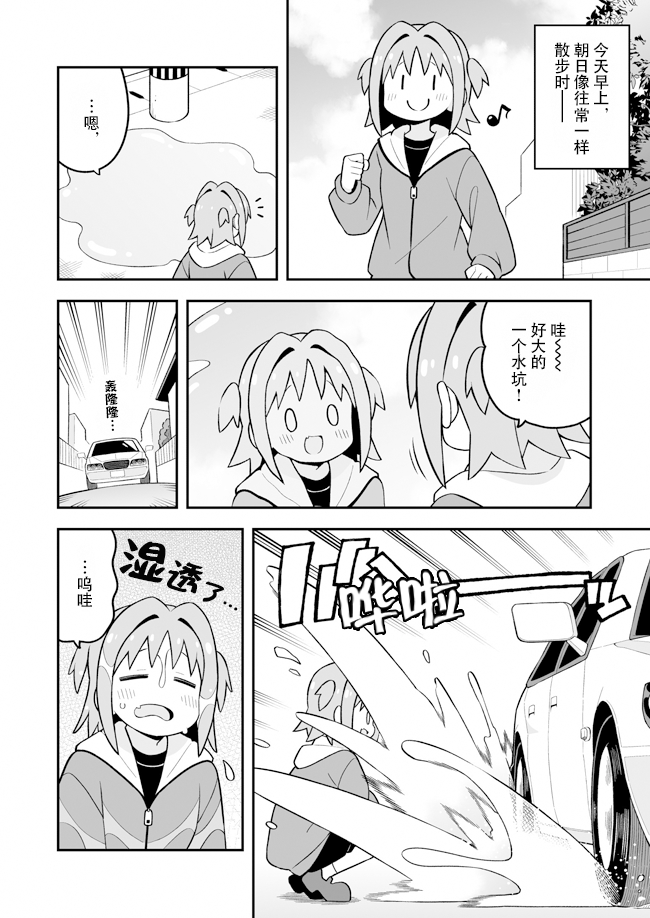 今天早上，
朝日像往常一样
散步时——
…嗯，
哇~~~
好大的
一个水坑！
轰隆隆…
哗啦——!!
湿透了…
…呜哇